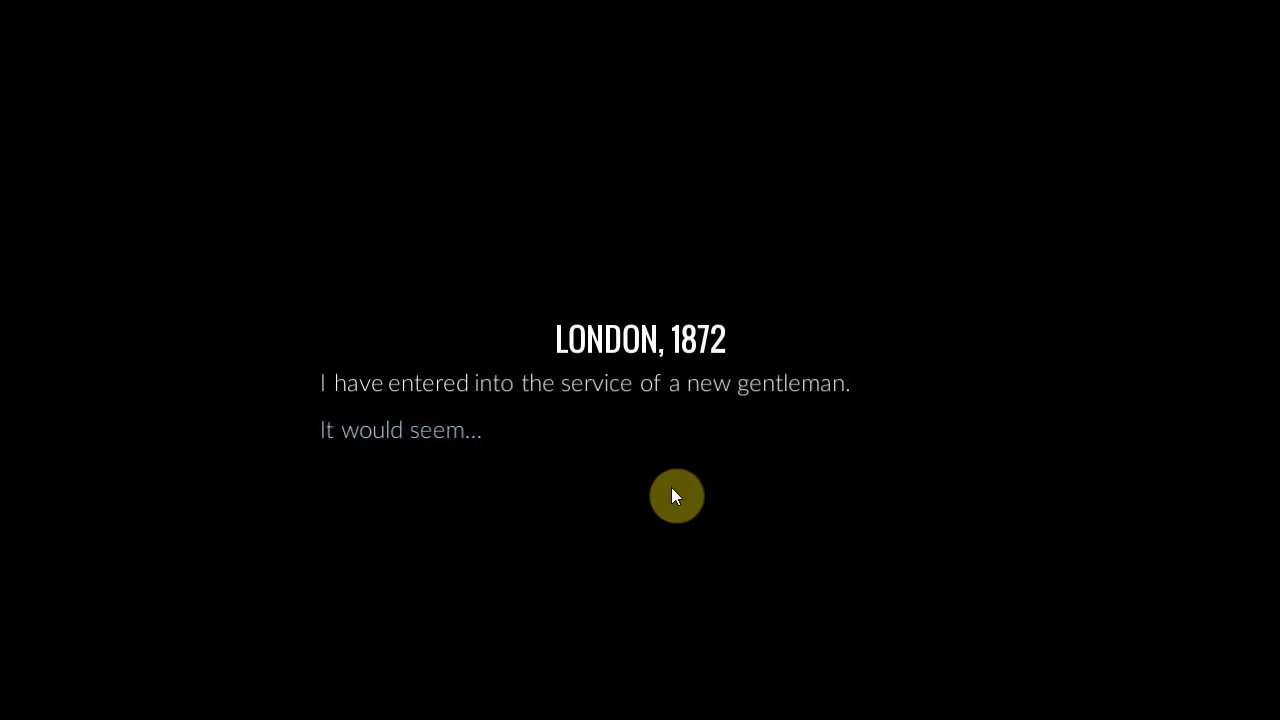 LONDON, 1872
I have entered into the service of a new gentleman.
It would seem...